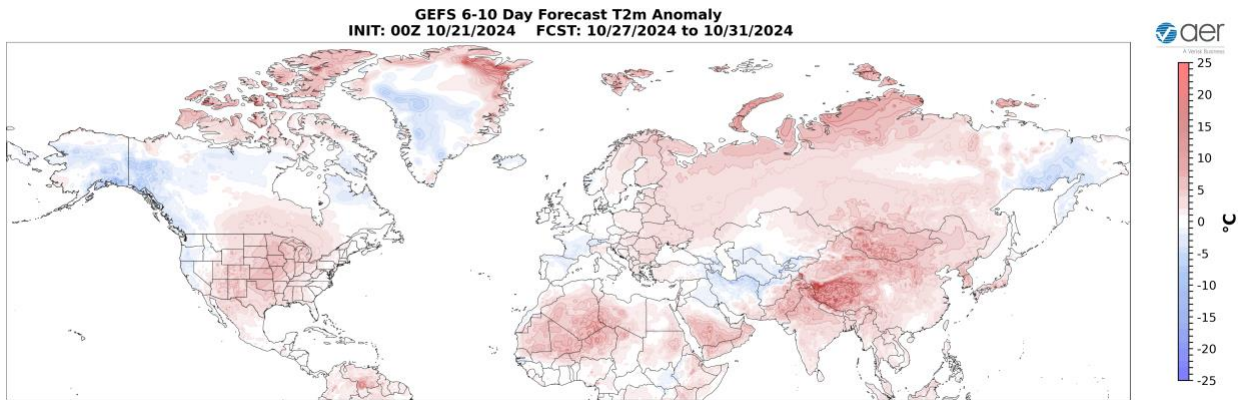 GEFS 6-10 Day Forecast T2m Anomaly
INIT: 00Z 10/21/2024 FCST: 10/27/2024 to 10/31/2024
aer
A Verisk Business
25
20
15
10
5
0
-5
-10
-15
-20
-25
°C